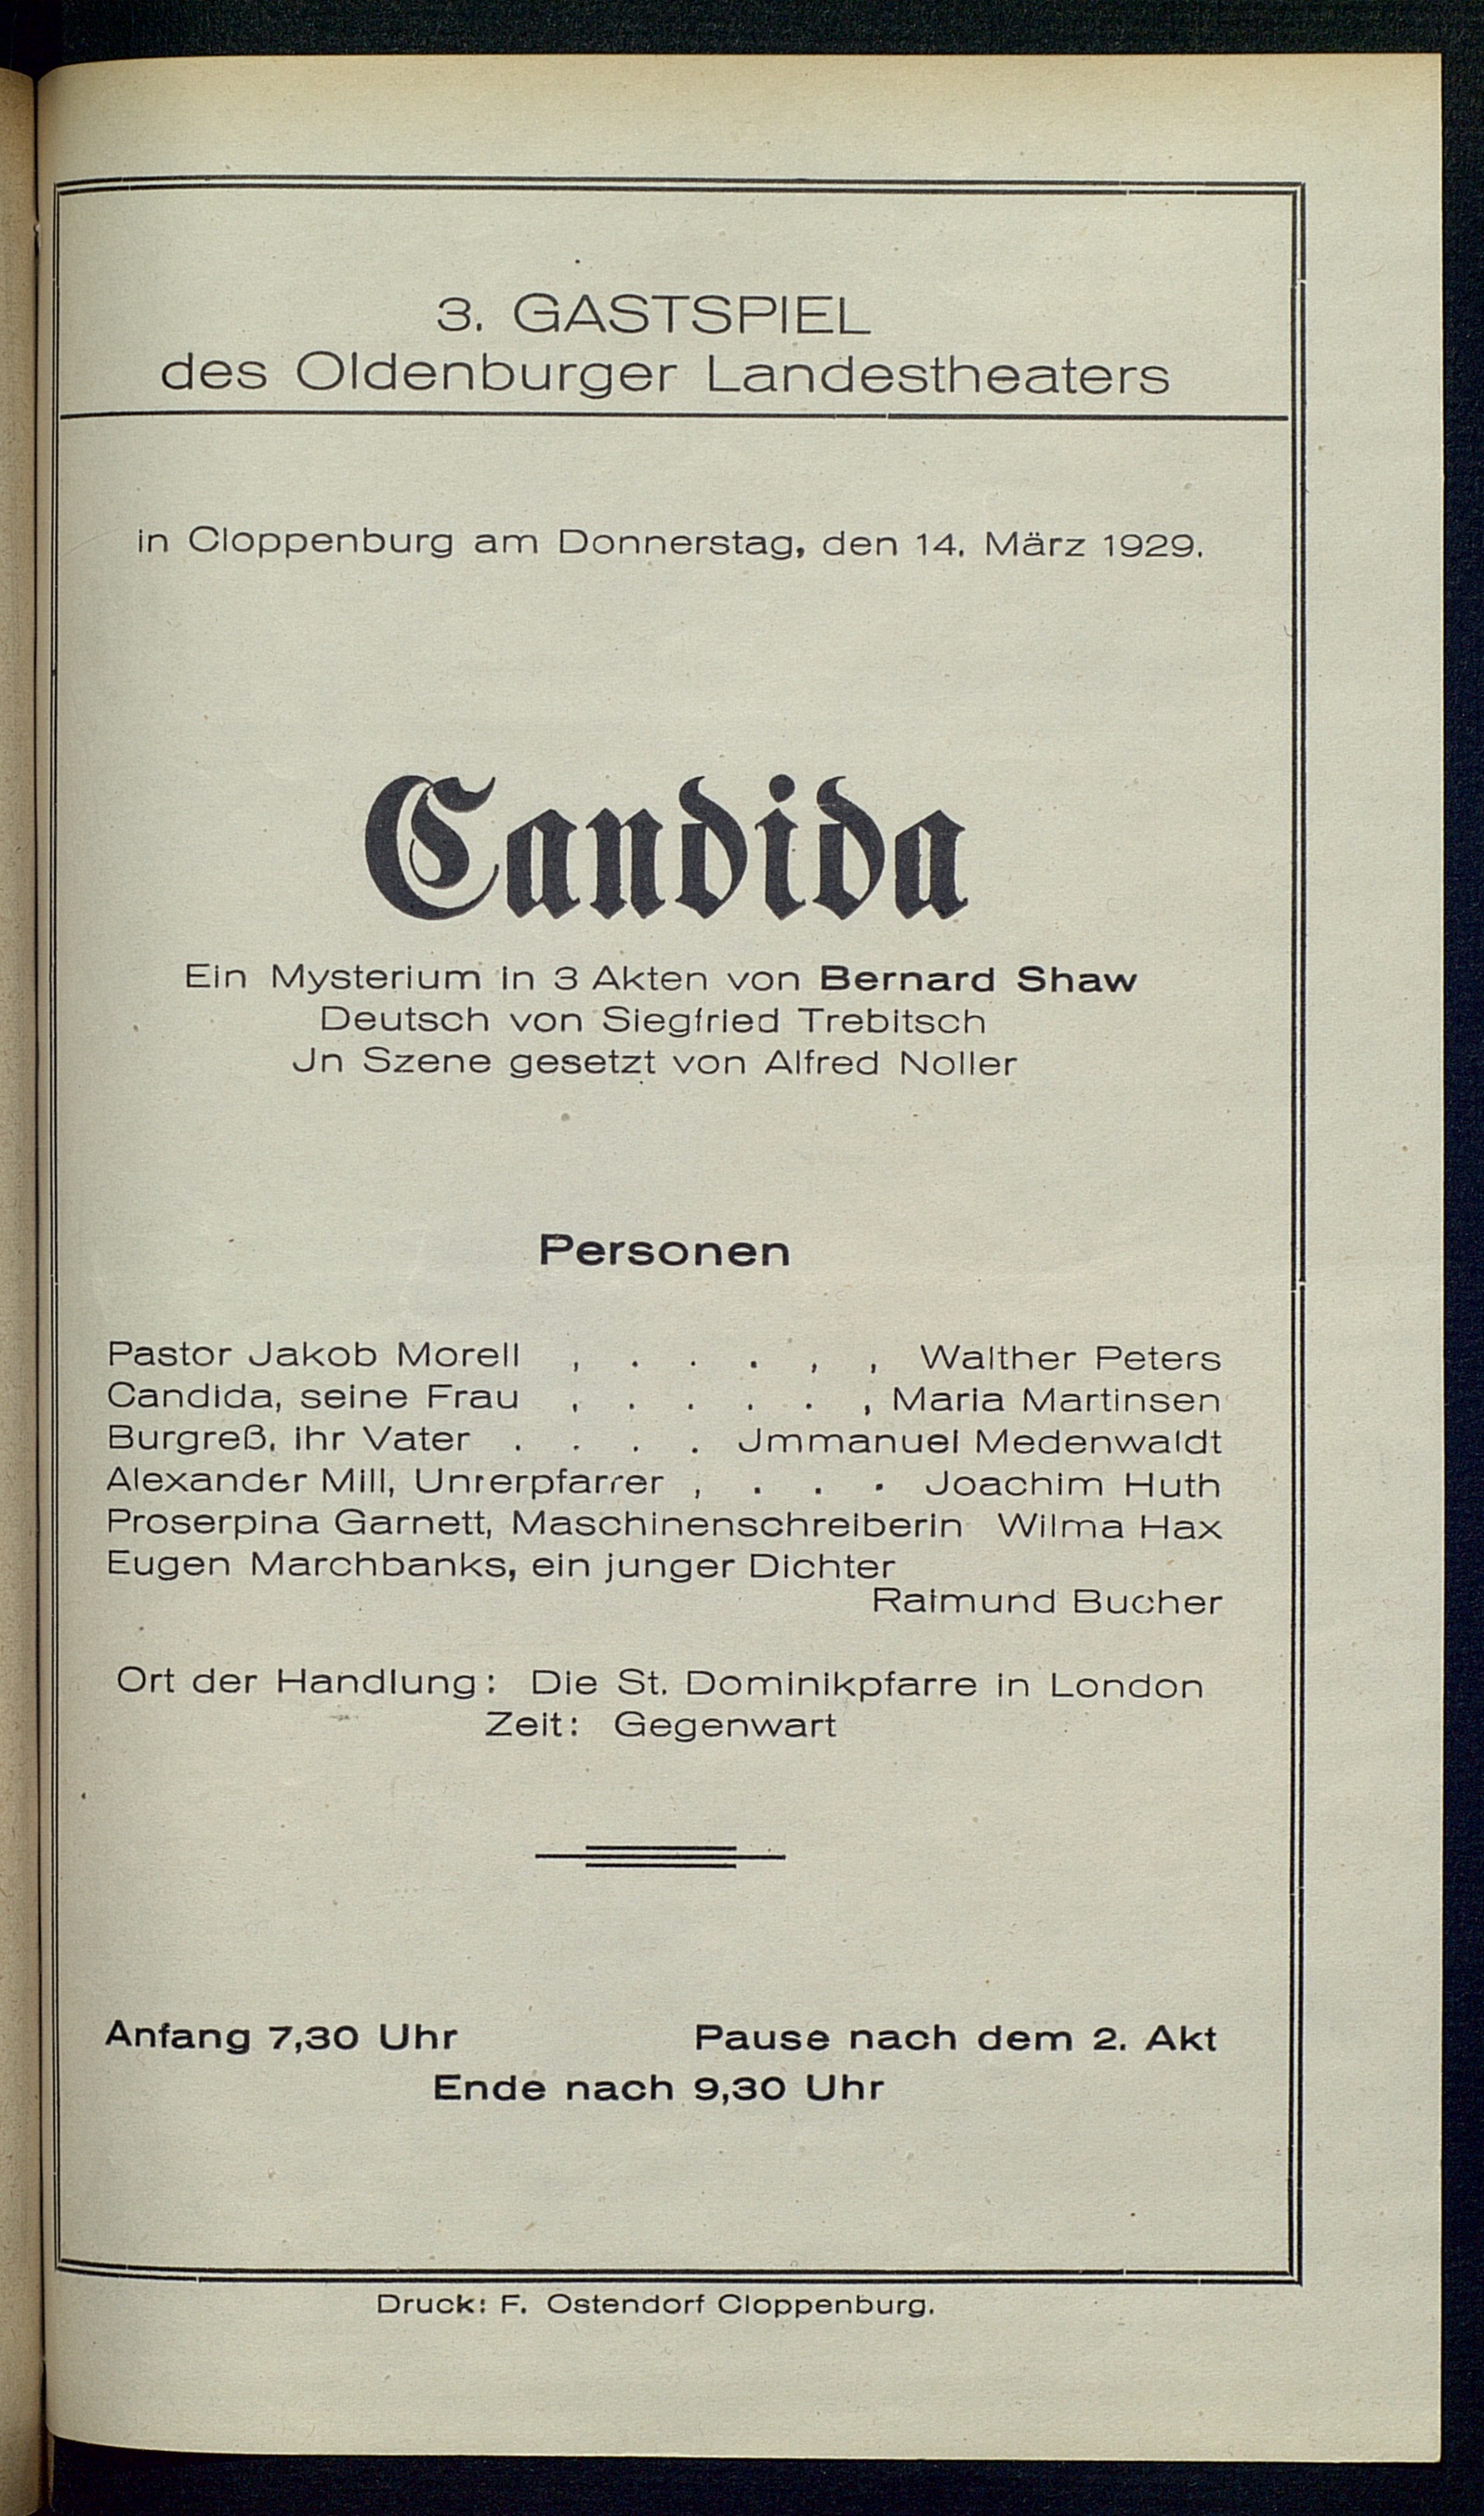 3. GASTSPIEL
des Oldenburger Landestheaters
in Cloppenburg am Donnerstag, den 14. März 1929.
Candida
Ein Mysterium in 3 Akten von Bernard Shaw
Deutsch von Siegfried Trebitsch
Jn Szene gesetzt von Alfred Noller
Personen
Pastor Jakob Morell , . . . , , Walther Peters
Candida, seine Frau , . . . . , Maria Martinsen
Burgreß, ihr Vater . . . . Jmmanuel Medenwaldt
Alexander Mill, Unrerpfarrer , . . . Joachim Huth
Proserpina Garnett, Maschinenschreiberin Wilma Hax
Eugen Marchbanks, ein junger Dichter
Raimund Bucher
Ort der Handlung: Die St. Dominikpfarre in London
Zeit: Gegenwart
Anfang 7,30 Uhr Pause nach dem 2. Akt
Ende nach 9,30 Uhr
Druck: F. Ostendorf Cloppenburg.